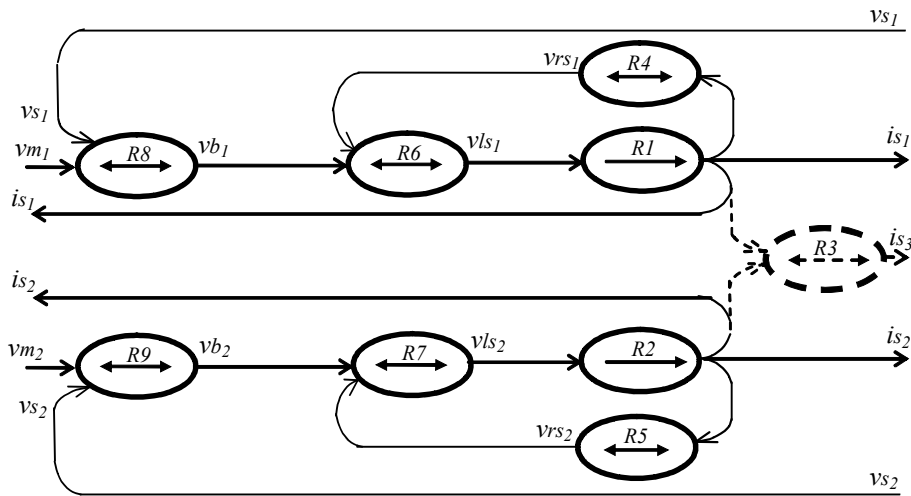 vs₁
vrs₁
R4
vs₁
vm₁
R8
vb₁
R6
vls₁
R1
is₁
is₁
R3
is₃
is₂
vm₂
R9
vb₂
R7
vls₂
R2
is₂
vs₂
vrs₂
R5
vs₂